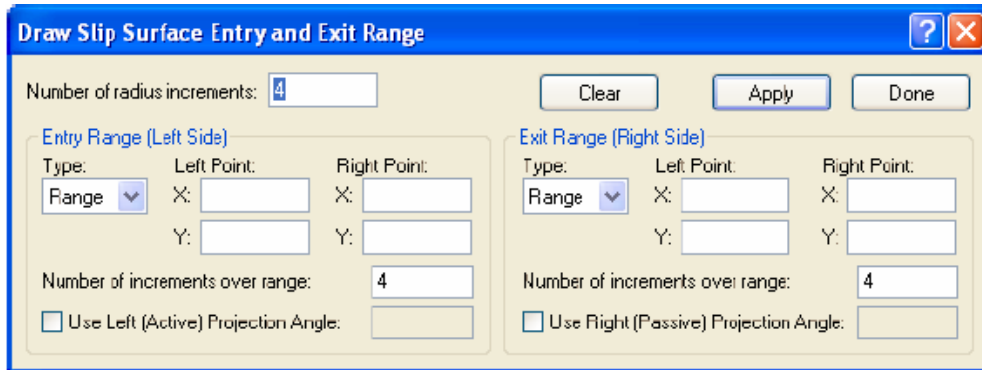 Draw Slip Surface Entry and Exit Range
Number of radius increments: 4 Clear Apply Done
Entry Range (Left Side) Exit Range (Right Side)
Type: Left Point: Right Point: Type: Left Point: Right Point:
Range X: X: Range X: X:
Y: Y: Y: Y:
Number of increments over range: 4 Number of increments over range: 4
Use Left (Active) Projection Angle: Use Right (Passive) Projection Angle: